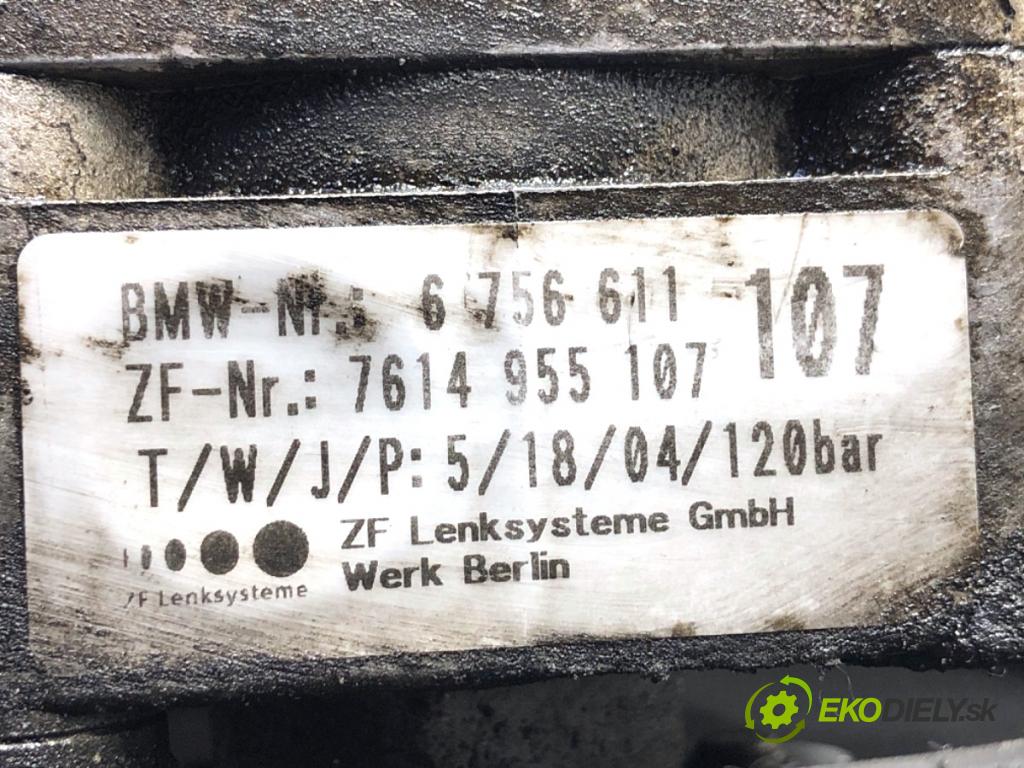 BMW-Nr.: 6 756 611
107
ZF-Nr.: 7614 955 107
T/W/J/P: 5/18/04/120bar
ZF Lenksysteme GmbH
Werk Berlin
ZF Lenksysteme
EKODIELY.sk